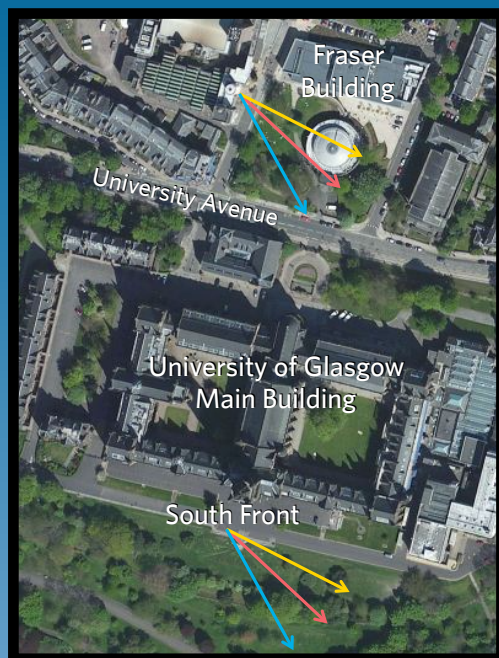 Fraser
Building
University Avenue
University of Glasgow
Main Building
South Front